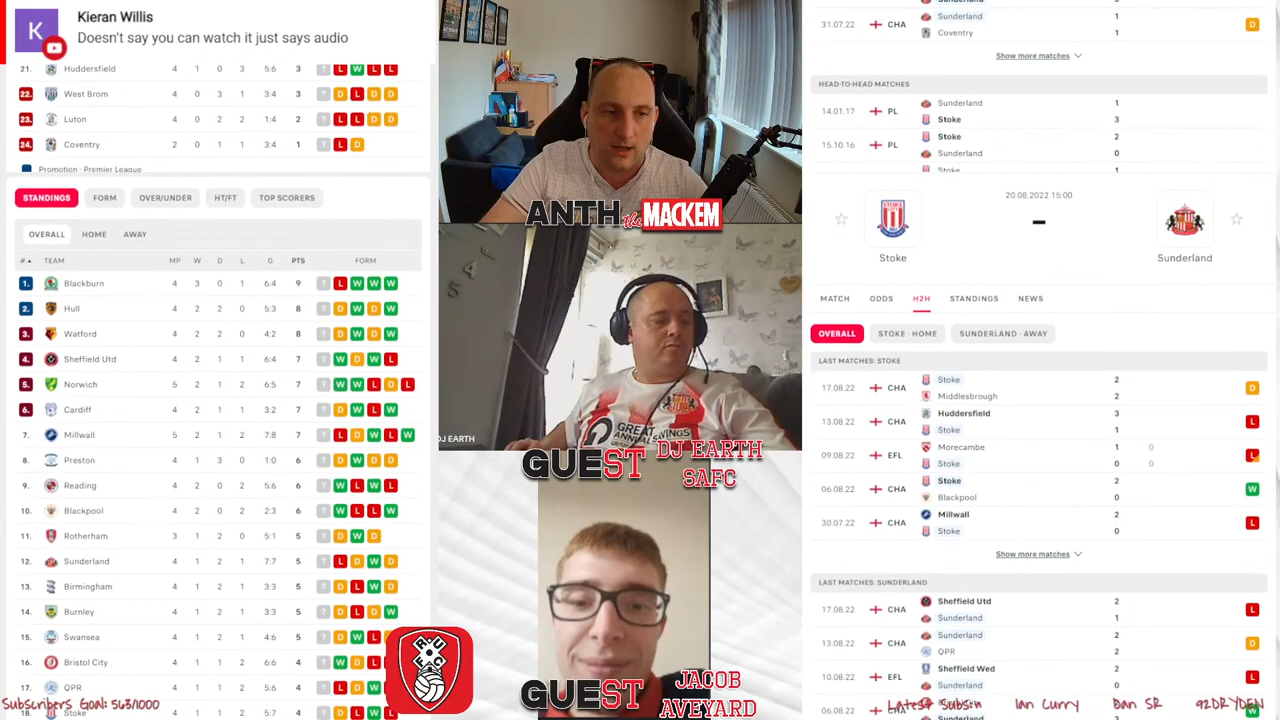 K
Kieran Willis
Doesn't say you can watch just says audio
21. Huddersfield 4 1 0 3 5:6 ? L W L L
22. West Brom 4 0 3 1 3:4 3 ? D L D D
23. Luton 4 0 2 2 1:4 2 ? L L D D
24. Coventry 2 0 1 1 3:4 1 ? L D
Promotion - Premier League
STANDINGS FORM OVER/UNDER HT/FT TOP SCORERS
OVERALL HOME AWAY
# TEAM MP W D L G PTS FORM
1. Blackburn 4 3 0 1 6:4 9 ? L W W W
2. Hull 4 2 2 0 5:3 8 ? D W D W
3. Watford 4 2 2 0 4:2 8 ? W D D W
4. Sheffield Utd 4 2 1 1 6:4 7 ? W D W L
5. Norwich 5 2 1 2 6:5 7 ? W W L D L
6. Cardiff 4 2 1 1 ? D W L W
7. Millwall 5 2 1 2 7:8 7 ? L D W L W
Preston 4 1 3 0 ? D W D D
Reading 4 2 0 2 5:6 6 ? W L W L
10. Blackpool 4 2 0 2 6 ? W L L W
11. Rotherham 3 1 2 0 5:1 5 ? D W D
12. Sunderland 4 1 2 1 7:7 5 ? L D W D
13. Birmingham 4 1 2 1 3:3 5 ? D L W D
14. Burnley 4 1 2 1 5 ? D L D W
15. Swansea 4 1 2 1 4:6 5 ? D W L
16. Bristol City 4 1 1 2 6:6 4 ? W D L
17. QPR 4 1 1 2 5:6 4 ? L D W
18. Stoke 4 1 1 2
Subscribers Goal: 563/1000
ANTH the MACKEM
DJ EARTH
GUEST DJ EARTH
SAFC
GUEST JACOB
AVEYARD
Sunderland 1
31.07.22 CHA
Coventry 1
D
Show more matches
HEAD-TO-HEAD MATCHES
Sunderland 1
14.01.17 PL
Stoke 3
Stoke 2
15.10.16 PL
Sunderland 0
Stoke 1
20.08.2022 15:00
–
Stoke Sunderland
MATCH ODDS H2H STANDINGS NEWS
OVERALL STOKE - HOME SUNDERLAND - AWAY
LAST MATCHES: STOKE
Stoke 2
17.08.22 CHA D
Middlesbrough 2
Huddersfield 3
13.08.22 CHA L
Stoke 1
Morecambe 1 0
09.08.22 EFL L
Stoke 0 0
Stoke 2
06.08.22 CHA W
Blackpool 0
Millwall 2
30.07.22 CHA L
Stoke 0
Show more matches
LAST MATCHES: SUNDERLAND
Sheffield Utd 2
17.08.22 CHA L
Sunderland 1
Sunderland 2
13.08.22 CHA D
QPR 2
Sheffield Wed 2
10.08.22 EFL L
Sunderland 0
06.08.22 CHA W
Sunderland 3
Latest Subs: Ian Curry Dan SR 92DRYDEN